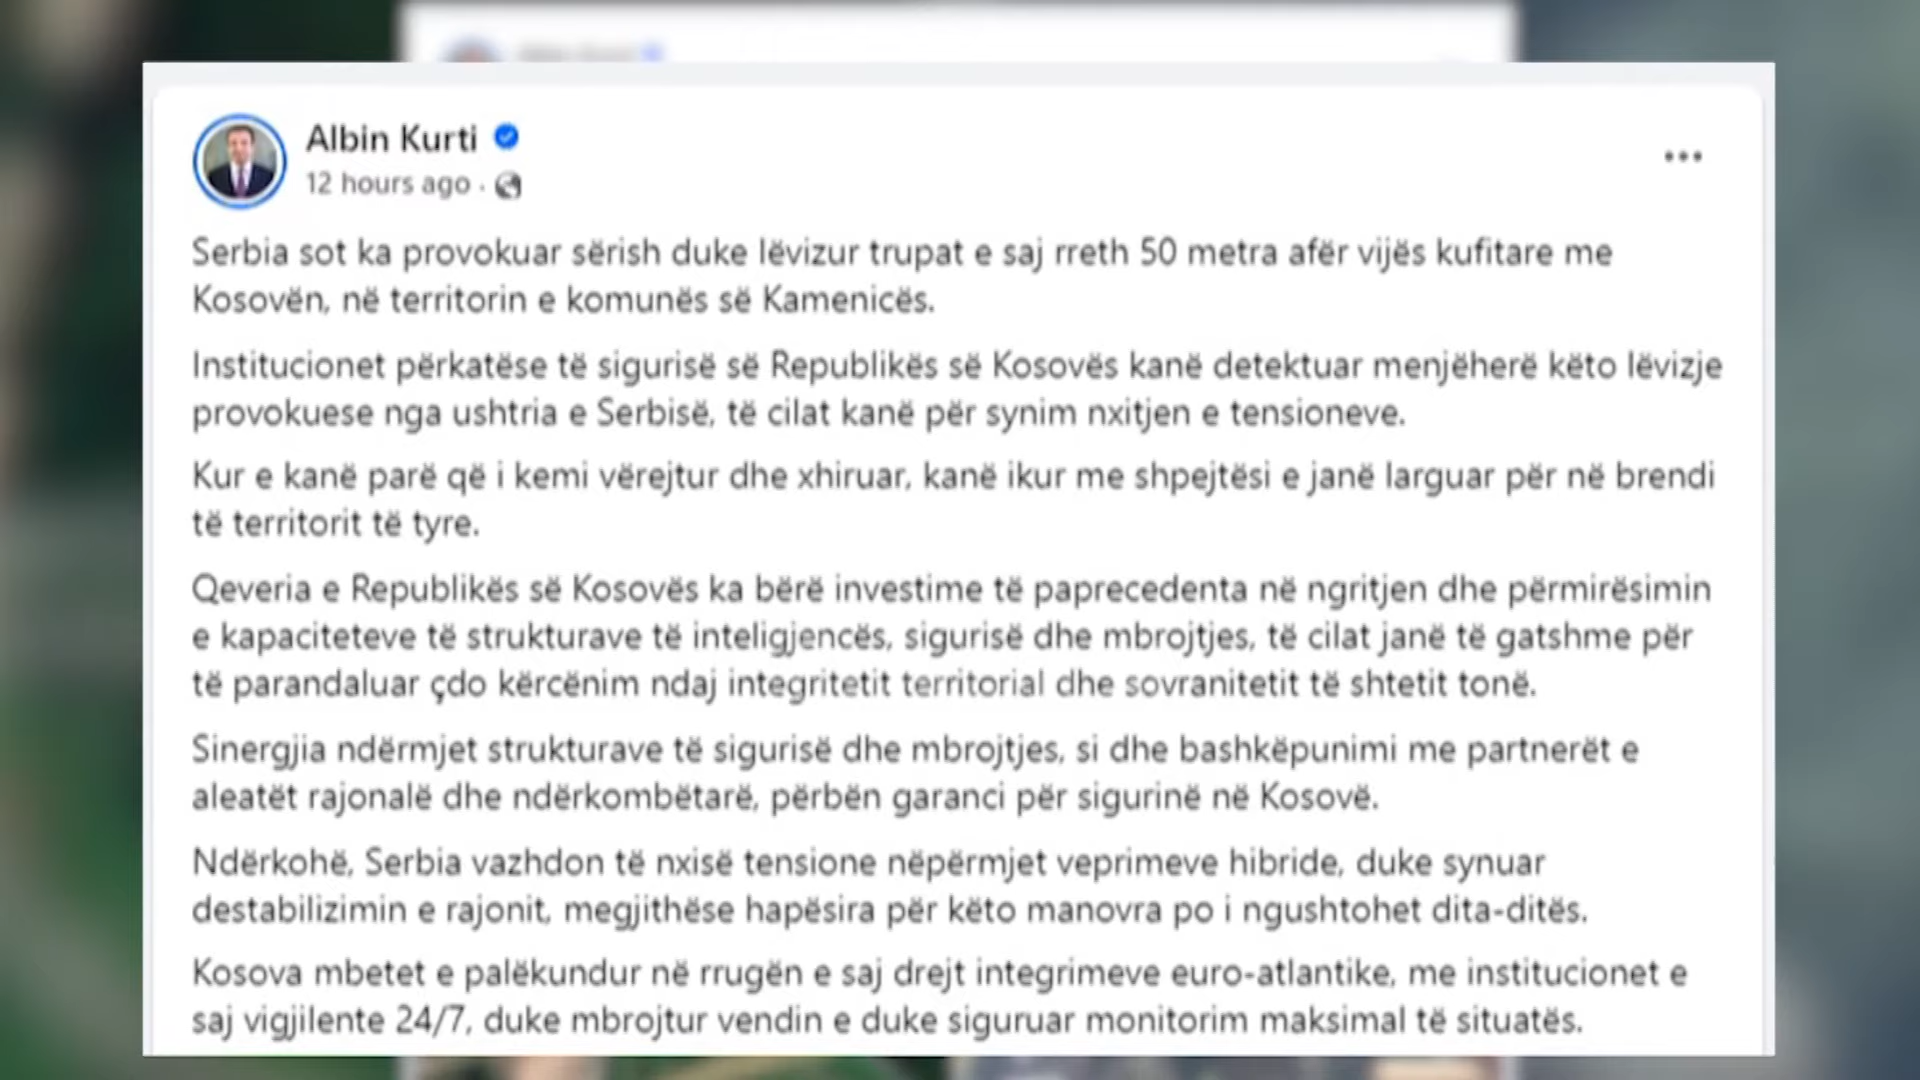 Albin Kurti
12 hours ago ·
Serbia sot ka provokuar sërish duke lëvizur trupat e saj rreth 50 metra afër vijës kufitare me
Kosovën, në territorin e komunës së Kamenicës.
Institucionet përkatëse të sigurisë së Republikës së Kosovës kanë detektuar menjëherë këto lëvizje
provokuese nga ushtria e Serbisë, të cilat kanë për synim nxitjen e tensioneve.
Kur e kanë parë që i kemi vërejtur dhe xhiruar, kanë ikur me shpejtësi e janë larguar për në brendi
të territorit të tyre.
Qeveria e Republikës së Kosovës ka bërë investime të paprecedenta në ngritjen dhe përmirësimin
e kapaciteteve të strukturave të inteligjencës, sigurisë dhe mbrojtjes, të cilat janë të gatshme për
të parandaluar çdo kërcënim ndaj integritetit territorial dhe sovranitetit të shtetit tonë.
Sinergjia ndërmjet strukturave të sigurisë dhe mbrojtjes, si dhe bashkëpunimi me partnerët e
aleatët rajonalë dhe ndërkombëtarë, përbën garanci për sigurinë në Kosovë.
Ndërkohë, Serbia vazhdon të nxisë tensione nëpërmjet veprimeve hibride, duke synuar
destabilizimin e rajonit, megjithëse hapësira për këto manovra po i ngushtohet dita-ditës.
Kosova mbetet e palëkundur në rrugën e saj drejt integrimeve euro-atlantike, me institucionet e
saj vigjilente 24/7, duke mbrojtur vendin e duke siguruar monitorim maksimal të situatës.